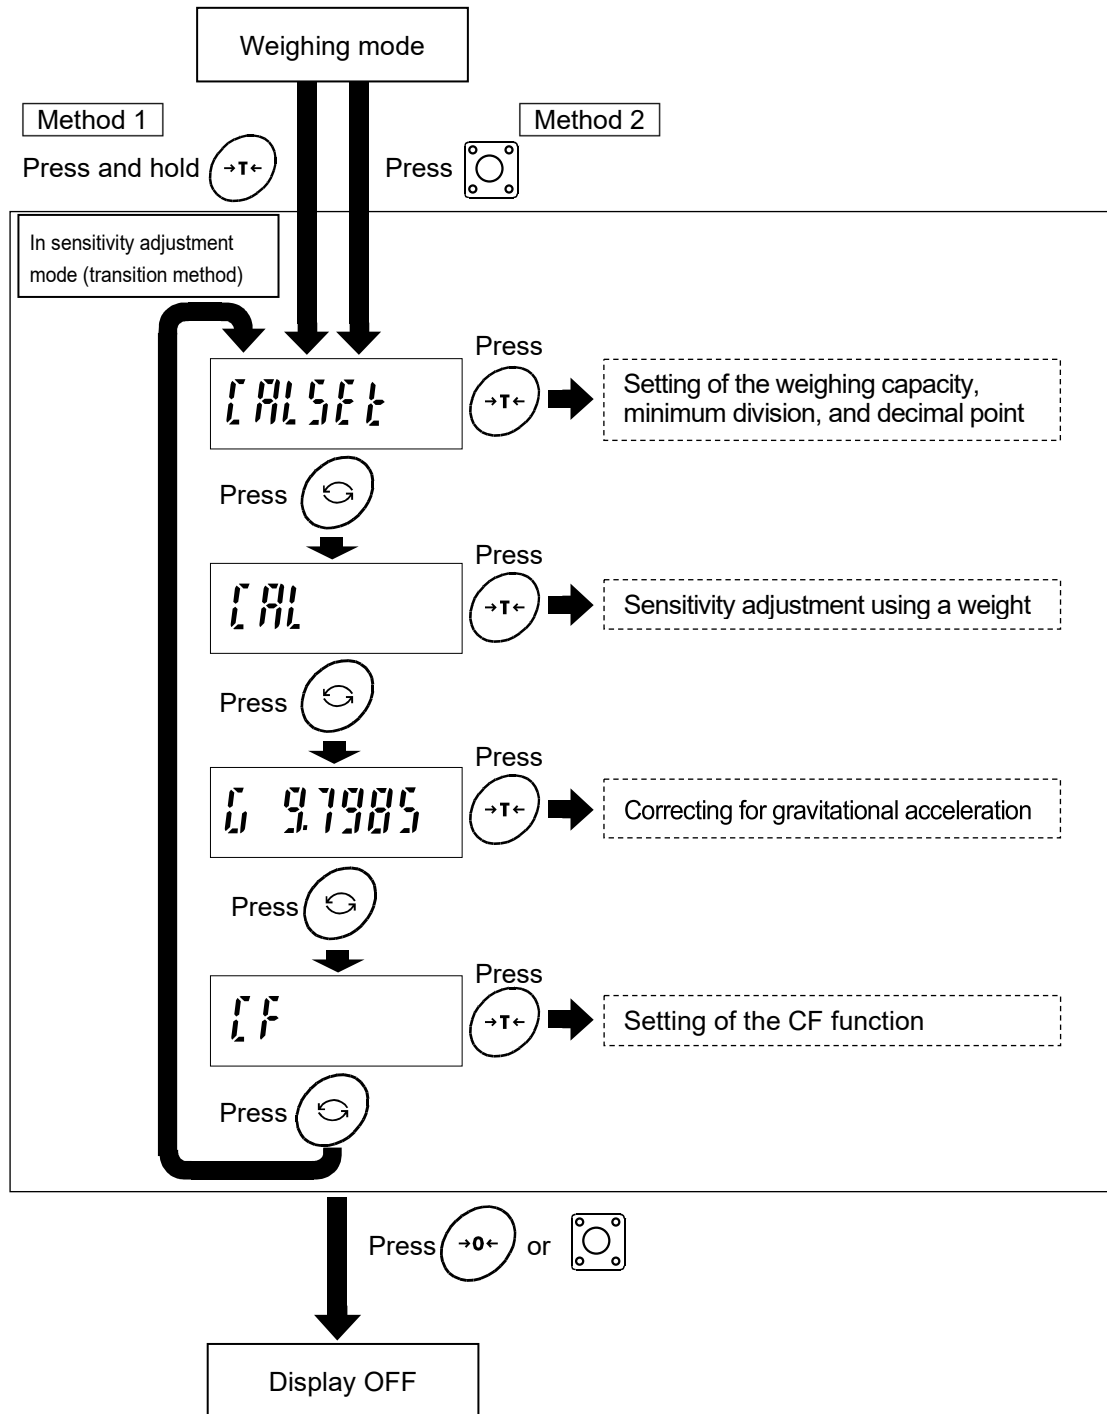 Weighing mode
Method 1
Method 2
Press and hold →T←
Press
In sensitivity adjustment
mode (transition method)
CALSEt
Press
→T←
Setting of the weighing capacity,
minimum division, and decimal point
Press
CAL
Press
→T←
Sensitivity adjustment using a weight
Press
G 9.7985
Press
→T←
Correcting for gravitational acceleration
Press
CF
Press
→T←
Setting of the CF function
Press
Press →0← or
Display OFF